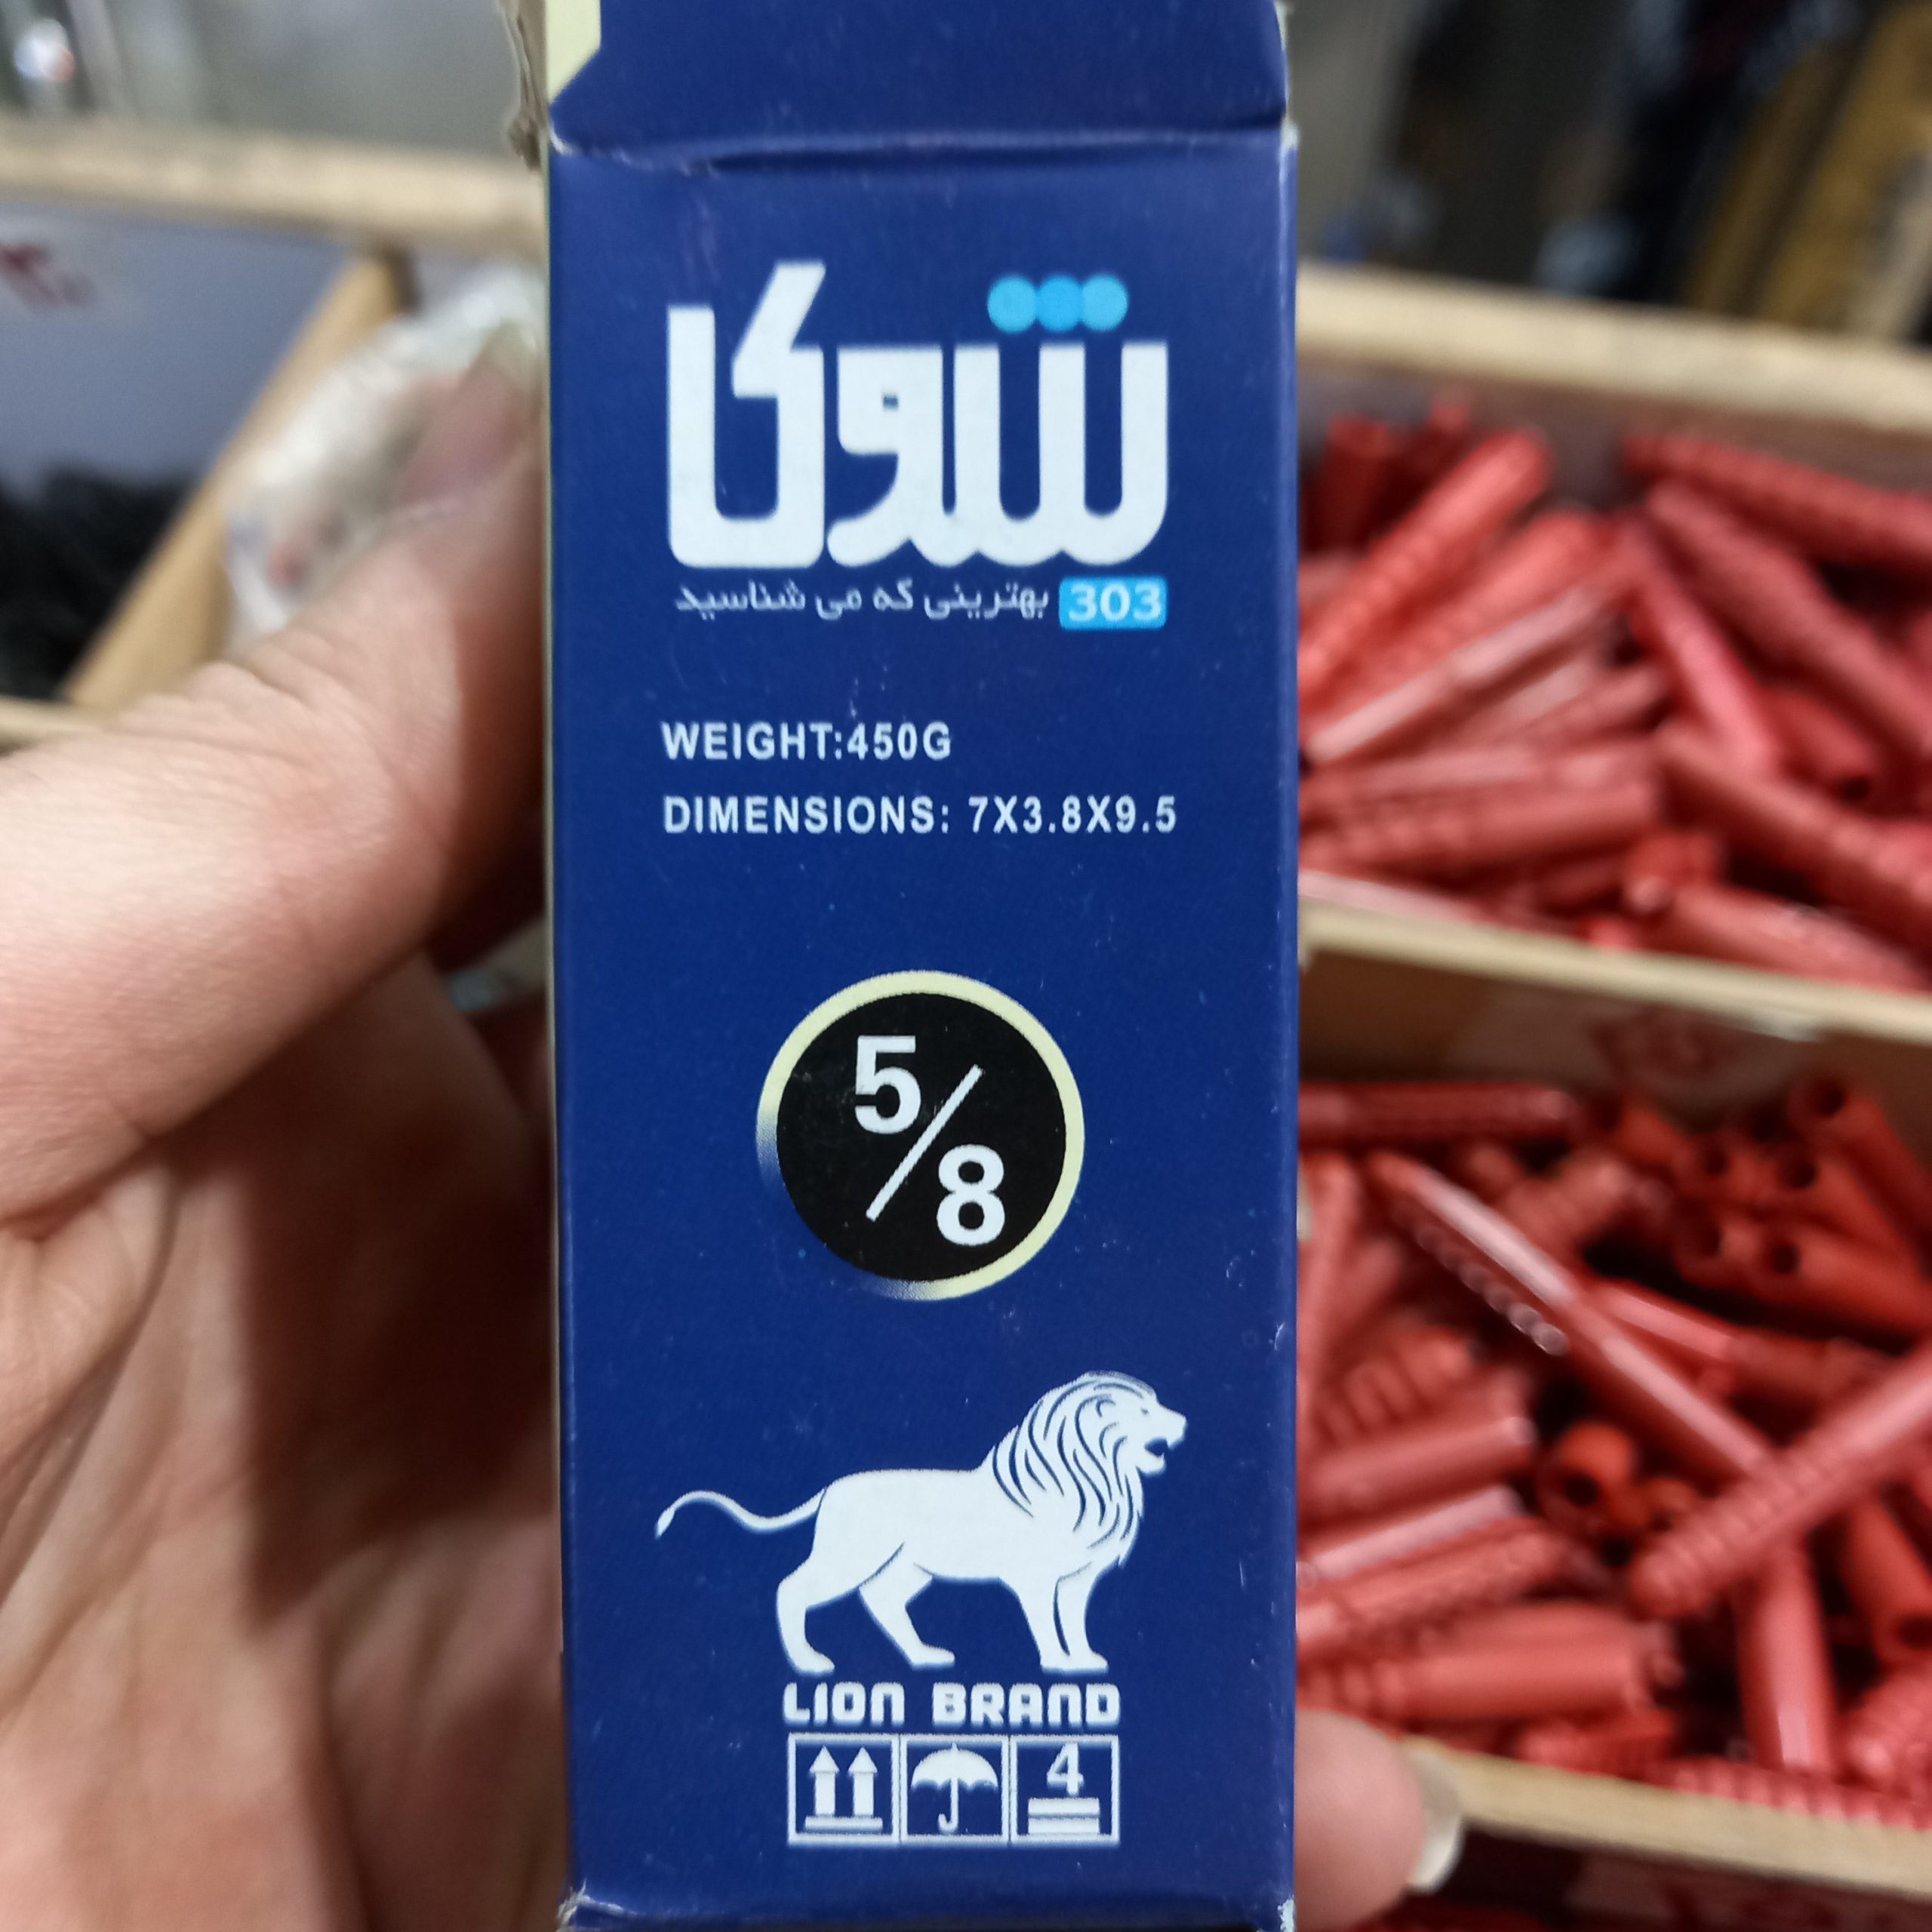 شوکا
303 بهترینی که می شناسید
WEIGHT:450G
DIMENSIONS: 7X3.8X9.5
5/8
LION BRAND
4